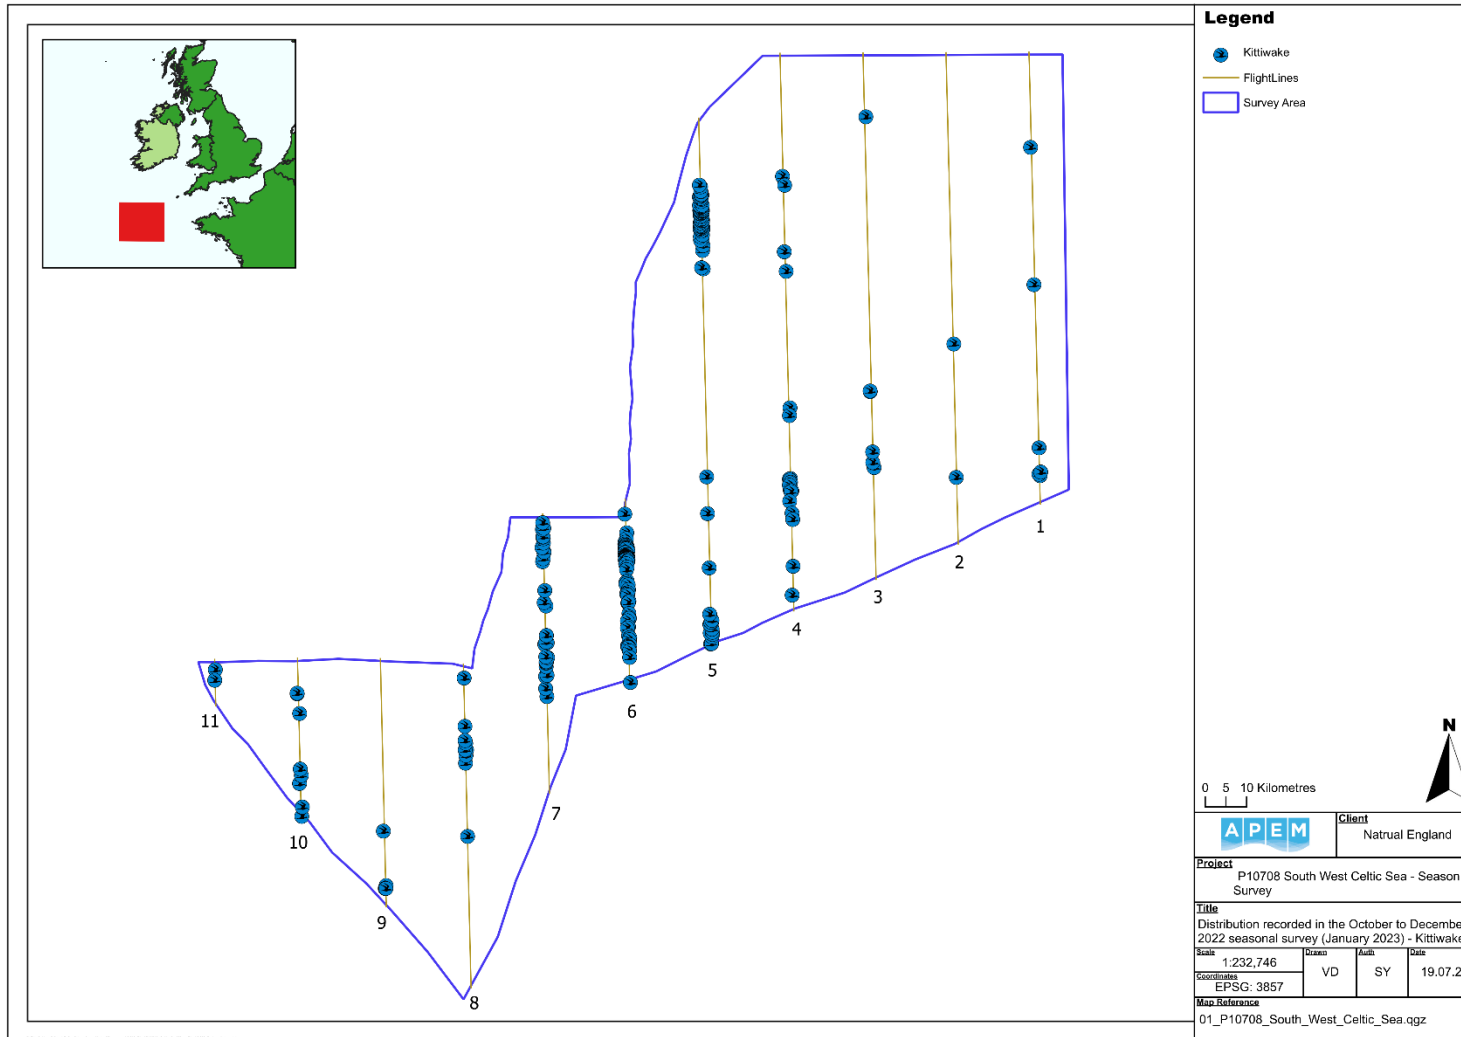 Legend
Kittiwake
FlightLines
Survey Area
1
2
3
4
5
6
7
11
10
9
8
N
0 5 10 Kilometres
APEM
Client
Natrual England
Project
P10708 South West Celtic Sea - Season
Survey
Title
Distribution recorded in the October to Decembe
2022 seasonal survey (January 2023) - Kittiwake
Scale
1:232,746
Drawn
VD
Auth
SY
Date
19.07.2
Coordinates
EPSG: 3857
Map Reference
01_P10708_South_West_Celtic_Sea.qgz